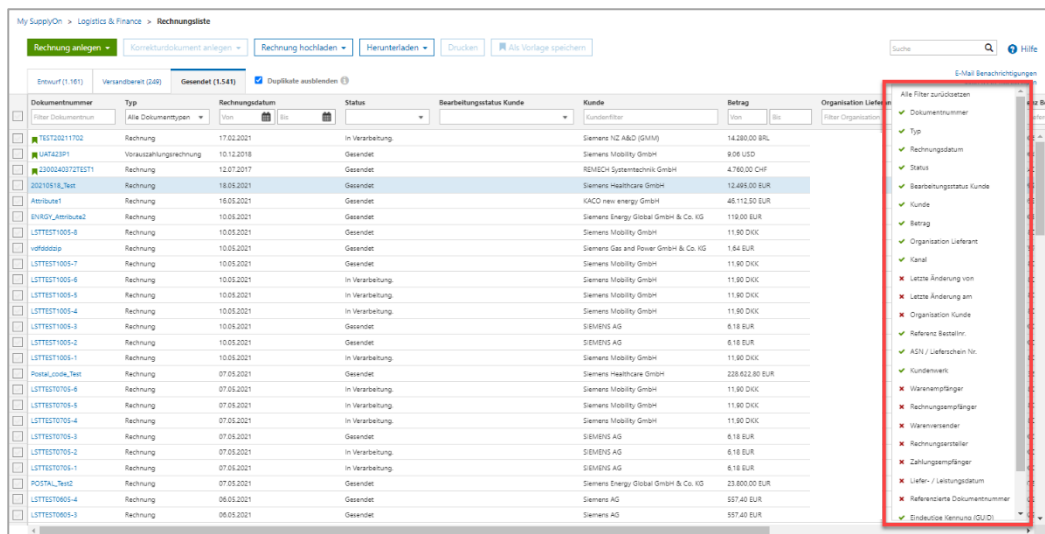 My SupplyOn > Logistics & Finance > Rechnungsliste
Rechnung anlegen Korrekturdokument anlegen Rechnung hochladen Herunterladen Drucken Als Vorlage speichern Suche Hilfe
E-Mail Benachrichtigungen
Entwurf (1.161) Versandbereit (249) Gesendet (1.541) Duplikate ausblenden
Dokumentnummer Typ Rechnungsdatum Status Bearbeitungsstatus Kunde Kunde Betrag Organisation Lieferan
Filter Dokumentnun Alle Dokumenttypen Von Bis Kundenfilter Von Bis Filter Organisation
TEST20211702 Rechnung 17.02.2021 In Verarbeitung. Siemens NZ A&D (GMM) 14.280,00 BRL
UAT423P1 Vorauszahlungsrechnung 10.12.2018 Gesendet Siemens Mobility GmbH 9,06 USD
2300240372TEST1 Rechnung 12.07.2017 Gesendet REMECH Systemtechnik GmbH 4.760,00 CHF
20210518_Test Rechnung 18.05.2021 Gesendet Siemens Healthcare GmbH 12.495,00 EUR
Attribute1 Rechnung 16.05.2021 Gesendet KACO new energy GmbH 46.112,50 EUR
ENRGY_Attribute2 Rechnung 10.05.2021 Gesendet Siemens Energy Global GmbH & Co. KG 119,00 EUR
LSTTEST1005-8 Rechnung 10.05.2021 Gesendet Siemens Mobility GmbH 11,90 DKK
vdfdddzip Rechnung 10.05.2021 Gesendet Siemens Gas and Power GmbH & Co. KG 1,64 EUR
LSTTEST1005-7 Rechnung 10.05.2021 Gesendet Siemens Mobility GmbH 11,90 DKK
LSTTEST1005-6 Rechnung 10.05.2021 In Verarbeitung. Siemens Mobility GmbH 11,90 DKK
LSTTEST1005-5 Rechnung 10.05.2021 In Verarbeitung. Siemens Mobility GmbH 11,90 DKK
LSTTEST1005-4 Rechnung 10.05.2021 In Verarbeitung. Siemens Mobility GmbH 11,90 DKK
LSTTEST1005-3 Rechnung 10.05.2021 Gesendet SIEMENS AG 6,18 EUR
LSTTEST1005-2 Rechnung 10.05.2021 Gesendet SIEMENS AG 6,18 EUR
LSTTEST1005-1 Rechnung 10.05.2021 In Verarbeitung. Siemens Mobility GmbH 11,90 DKK
Postal_code_Test Rechnung 07.05.2021 Gesendet Siemens Healthcare GmbH 228.622,80 EUR
LSTTEST0705-6 Rechnung 07.05.2021 In Verarbeitung. Siemens Mobility GmbH 11,90 DKK
LSTTEST0705-5 Rechnung 07.05.2021 In Verarbeitung. Siemens Mobility GmbH 11,90 DKK
LSTTEST0705-4 Rechnung 07.05.2021 In Verarbeitung. Siemens Mobility GmbH 11,90 DKK
LSTTEST0705-3 Rechnung 07.05.2021 Gesendet SIEMENS AG 6,18 EUR
LSTTEST0705-2 Rechnung 07.05.2021 In Verarbeitung. SIEMENS AG 6,18 EUR
LSTTEST0705-1 Rechnung 07.05.2021 In Verarbeitung. SIEMENS AG 6,18 EUR
POSTAL_Test2 Rechnung 07.05.2021 Gesendet Siemens Energy Global GmbH & Co. KG 23.800,00 EUR
LSTTEST0605-4 Rechnung 06.05.2021 Gesendet Siemens AG 557,40 EUR
LSTTEST0605-3 Rechnung 06.05.2021 Gesendet Siemens AG 557,40 EUR
Alle Filter zurücksetzen
Dokumentnummer
Typ
Rechnungsdatum
Status
Bearbeitungsstatus Kunde
Kunde
Betrag
Organisation Lieferant
Kanal
Letzte Änderung von
Letzte Änderung am
Organisation Kunde
Referenz Bestellnr.
ASN / Lieferschein Nr.
Kundenwerk
Warenempfänger
Rechnungsempfänger
Warenversender
Rechnungsersteller
Zahlungsempfänger
Liefer- / Leistungsdatum
Referenzierte Dokumentnummer
Eindeutige Kennung (GUID)